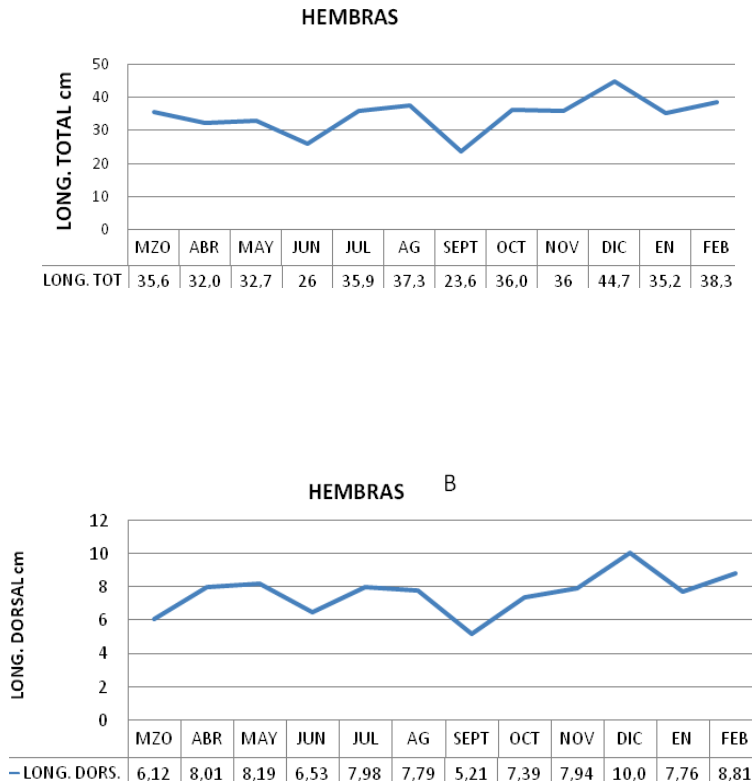 HEMBRAS
LONG. TOTAL cm
50
40
30
20
10
0
MZO ABR MAY JUN JUL AG SEPT OCT NOV DIC EN FEB
LONG. TOT 35,6 32,0 32,7 26 35,9 37,3 23,6 36,0 36 44,7 35,2 38,3
HEMBRAS B
LONG. DORSAL cm
12
10
8
6
4
2
0
MZO ABR MAY JUN JUL AG SEPT OCT NOV DIC EN FEB
LONG. DORS. 6,12 8,01 8,19 6,53 7,98 7,79 5,21 7,39 7,94 10,0 7,76 8,81